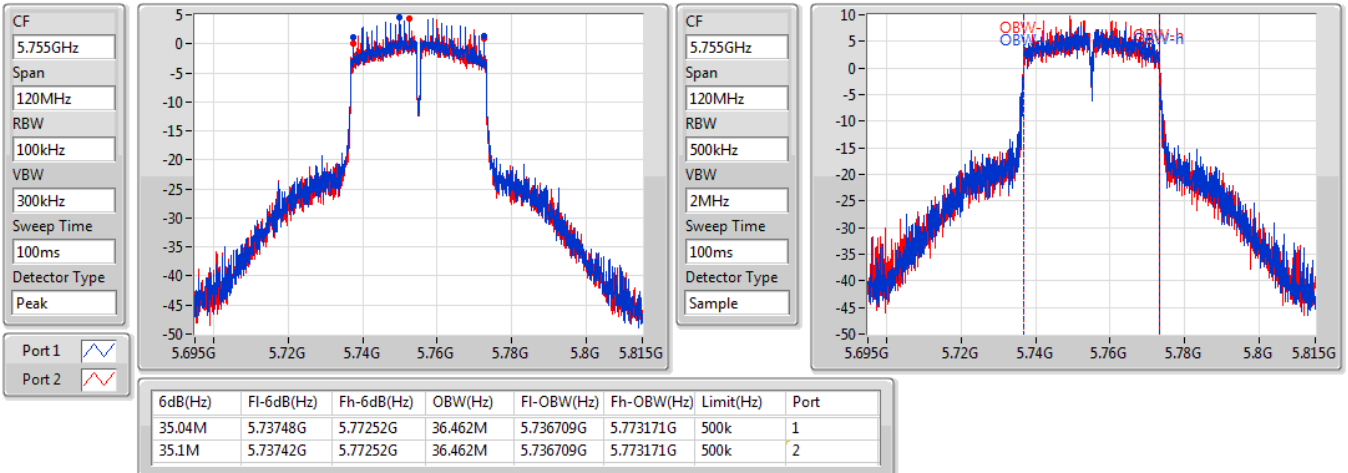 CF
5.755GHz
Span
120MHz
RBW
100kHz
VBW
300kHz
Sweep Time
100ms
Detector Type
Peak
Port 1
Port 2
5
0
-5
-10
-15
-20
-25
-30
-35
-40
-45
-50
5.695G 5.72G 5.74G 5.76G 5.78G 5.8G 5.815G
CF
5.755GHz
Span
120MHz
RBW
500kHz
VBW
2MHz
Sweep Time
100ms
Detector Type
Sample
10
5
0
-5
-10
-15
-20
-25
-30
-35
-40
-45
-50
OBW-h
5.695G 5.72G 5.74G 5.76G 5.78G 5.8G 5.815G
6dB(Hz) Fl-6dB(Hz) Fh-6dB(Hz) OBW(Hz) Fl-OBW(Hz) Fh-OBW(Hz) Limit(Hz) Port
35.04M 5.73748G 5.77252G 36.462M 5.736709G 5.773171G 500k 1
35.1M 5.73742G 5.77252G 36.462M 5.736709G 5.773171G 500k 2